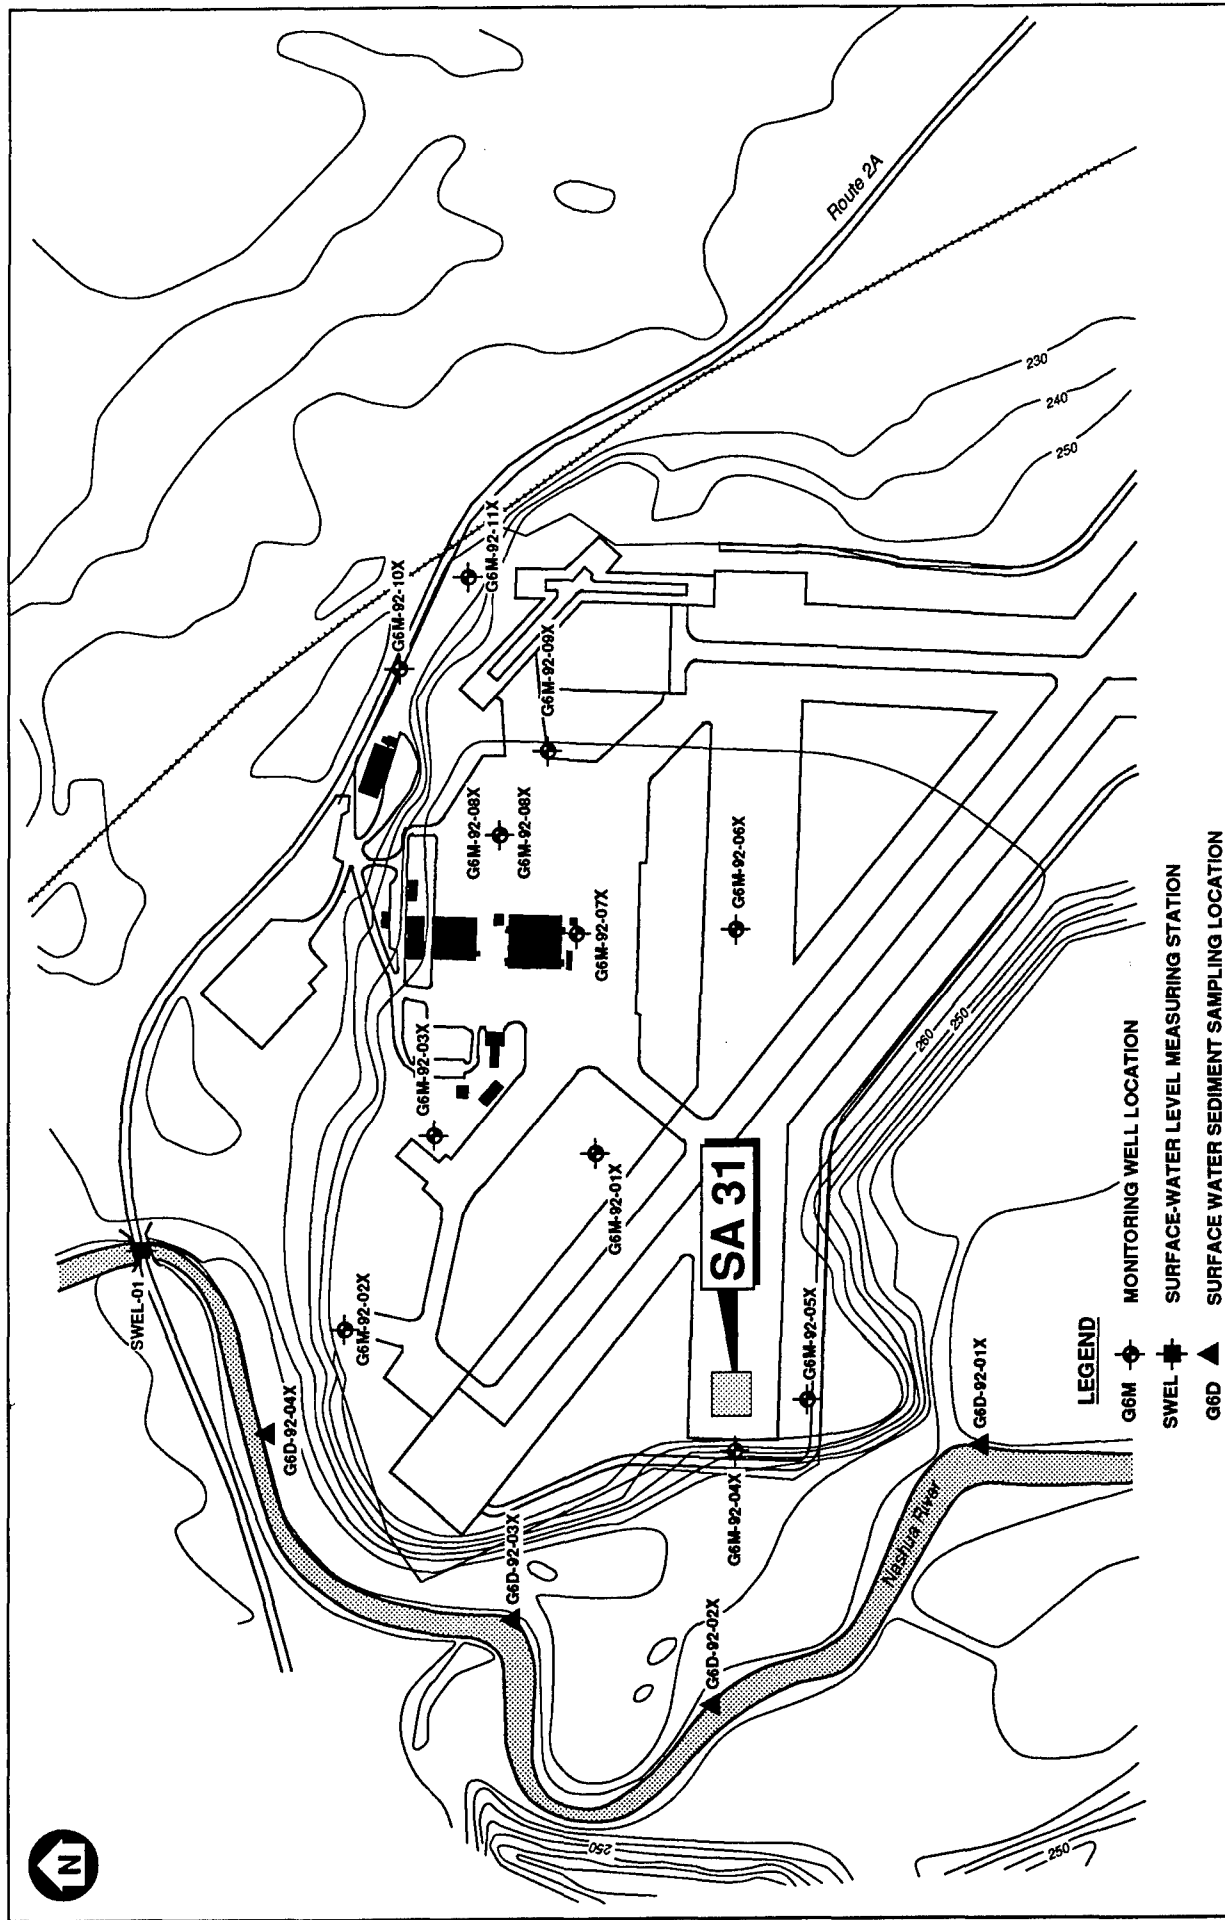 N
SWEL-01
G6D-92-04X
G6M-92-02X
G6M-92-03X
G6M-92-10X
G6M-92-11X
Route 2A
G6M-92-08X
G6M-92-08X
G6M-92-09X
G6M-92-07X
G6M-92-01X
G6M-92-06X
G6D-92-03X
SA 31
G6M-92-04X
G6M-92-05X
G6D-92-02X
G6D-92-01X
Nashua River
260
250
230
240
250
250
250
LEGEND
G6M MONITORING WELL LOCATION
SWEL SURFACE-WATER LEVEL MEASURING STATION
G6D SURFACE WATER SEDIMENT SAMPLING LOCATION